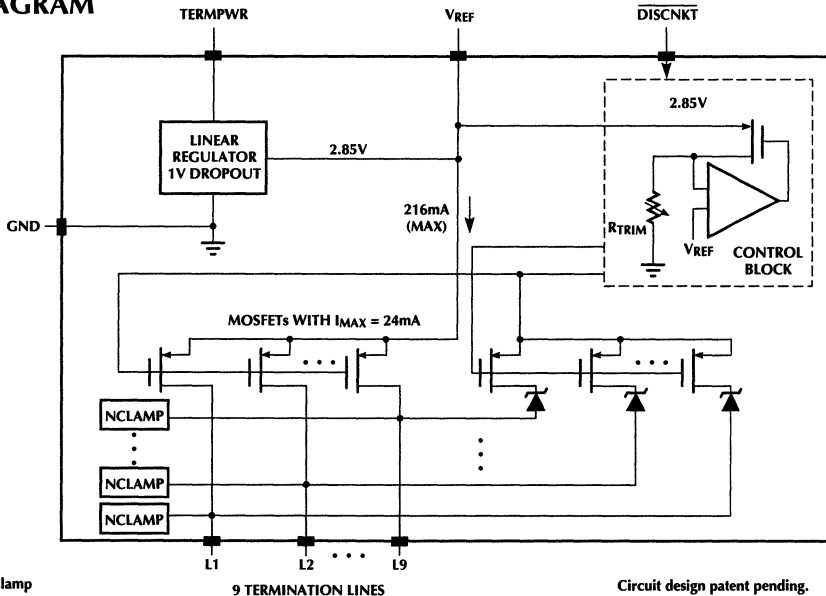 AGRAM
TERMPWR
VREF
DISCNKT
2.85V
LINEAR
REGULATOR
1V DROPOUT
2.85V
216mA
(MAX)
GND
RTRIM
VREF
CONTROL
BLOCK
MOSFETs WITH IMAX = 24mA
NCLAMP
NCLAMP
NCLAMP
L1
L2
L9
lamp
9 TERMINATION LINES
Circuit design patent pending.